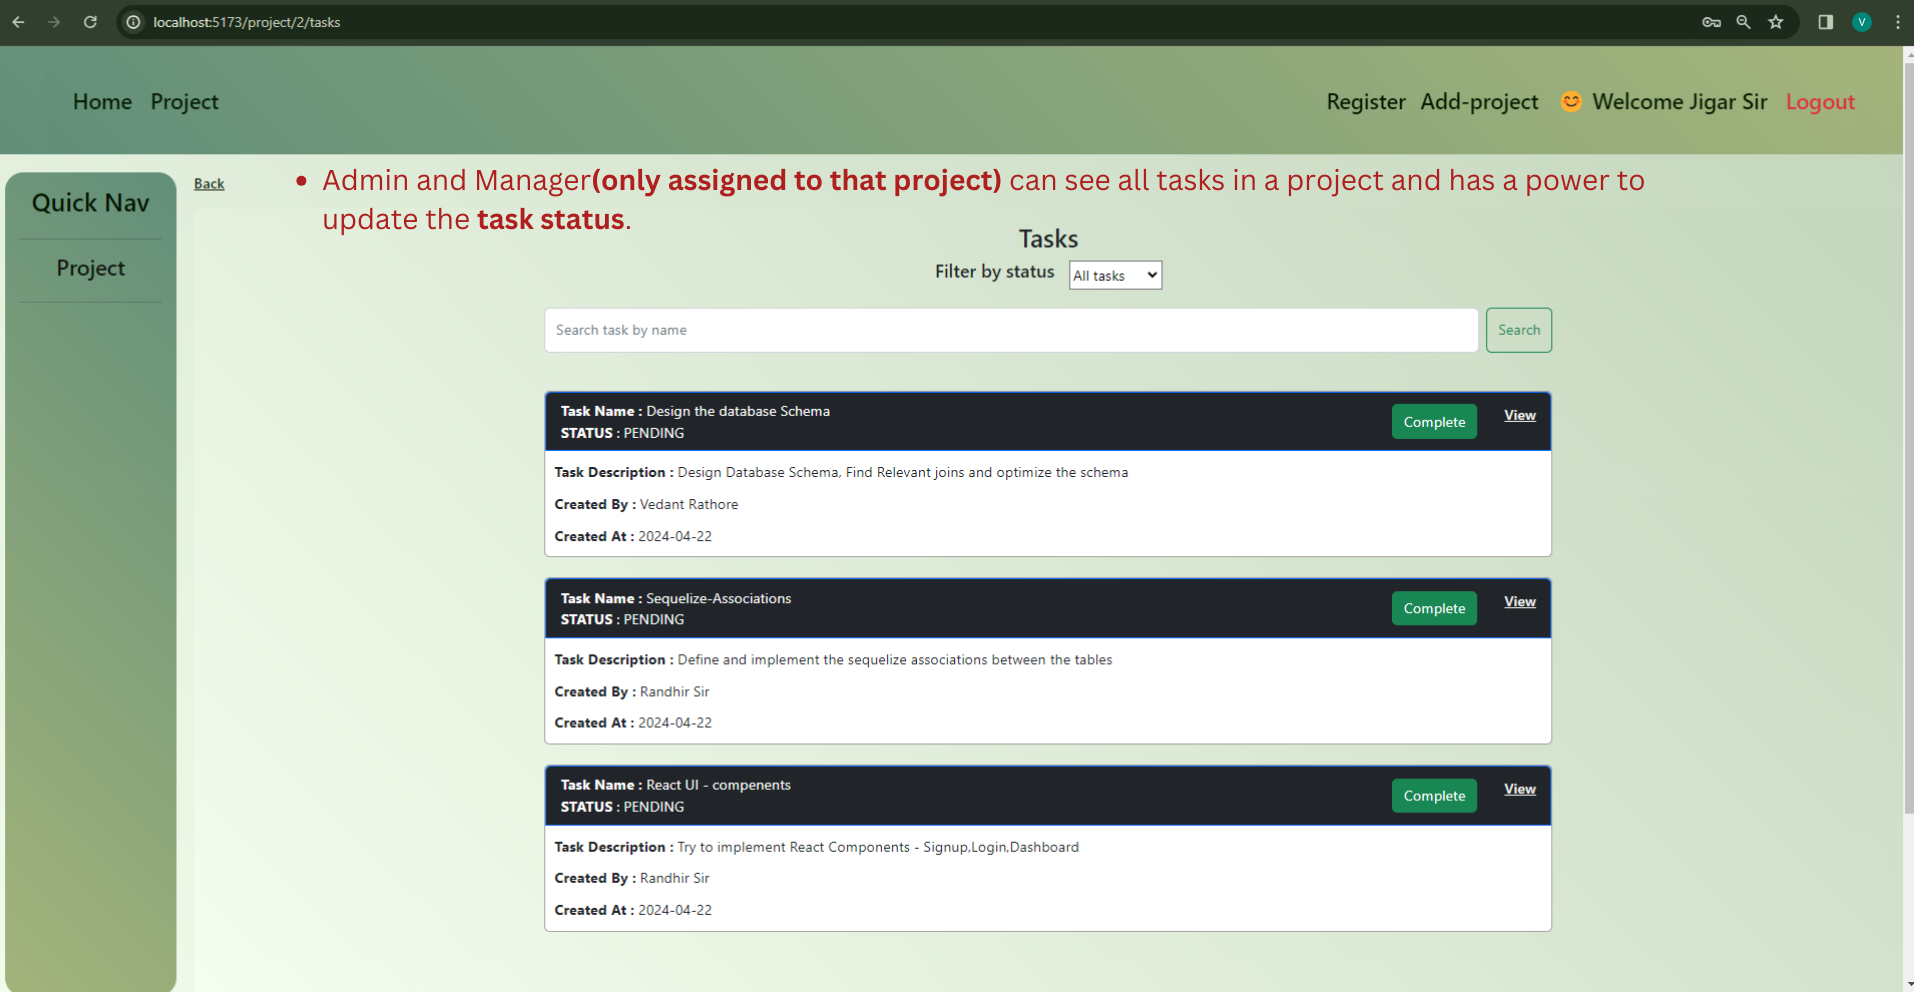 localhost:5173/project/2/tasks
V
Home Project
Register Add-project 😊 Welcome Jigar Sir Logout
Quick Nav
Project
Back
• Admin and Manager(only assigned to that project) can see all tasks in a project and has a power to
update the task status.
Tasks
Filter by status All tasks
Search task by name
Search
Task Name : Design the database Schema
STATUS : PENDING
Complete
View
Task Description : Design Database Schema, Find Relevant joins and optimize the schema
Created By : Vedant Rathore
Created At : 2024-04-22
Task Name : Sequelize-Associations
STATUS : PENDING
Complete
View
Task Description : Define and implement the sequelize associations between the tables
Created By : Randhir Sir
Created At : 2024-04-22
Task Name : React UI - compenents
STATUS : PENDING
Complete
View
Task Description : Try to implement React Components - Signup,Login,Dashboard
Created By : Randhir Sir
Created At : 2024-04-22